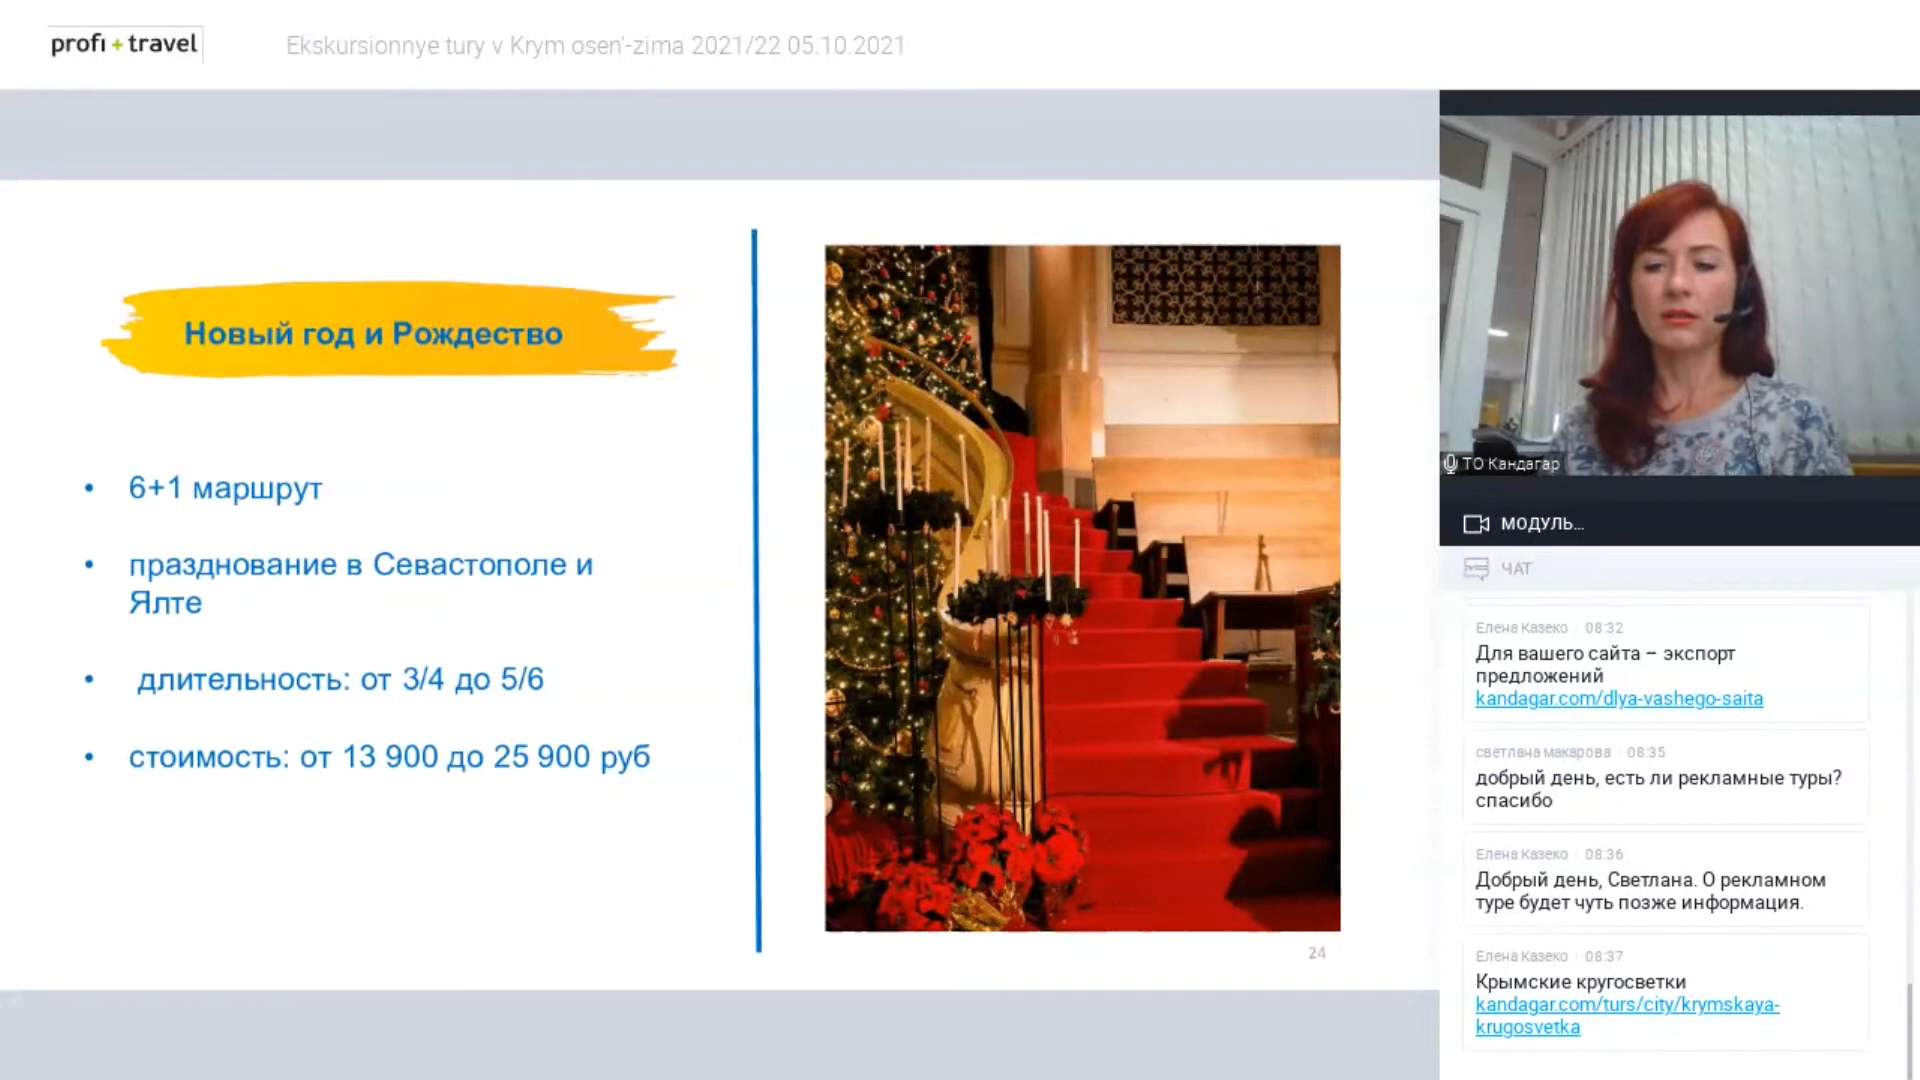 profi + travel
Ekskursionnye tury v Krym osen'-zima 2021/22 05.10.2021
Новый год и Рождество
• 6+1 маршрут
• празднование в Севастополе и
Ялте
• длительность: от 3/4 до 5/6
• стоимость: от 13 900 до 25 900 руб
24
ТО Кандагар
МОДУЛЬ...
ЧАТ
Елена Казеко 08:32
Для вашего сайта – экспорт
предложений
kandagar.com/dlya-vashego-saita
светлана макарова 08:35
добрый день, есть ли рекламные туры?
спасибо
Елена Казеко 08:36
Добрый день, Светлана. О рекламном
туре будет чуть позже информация.
Елена Казеко 08:37
Крымские кругосветки
kandagar.com/turs/city/krymskaya-
krugosvetka